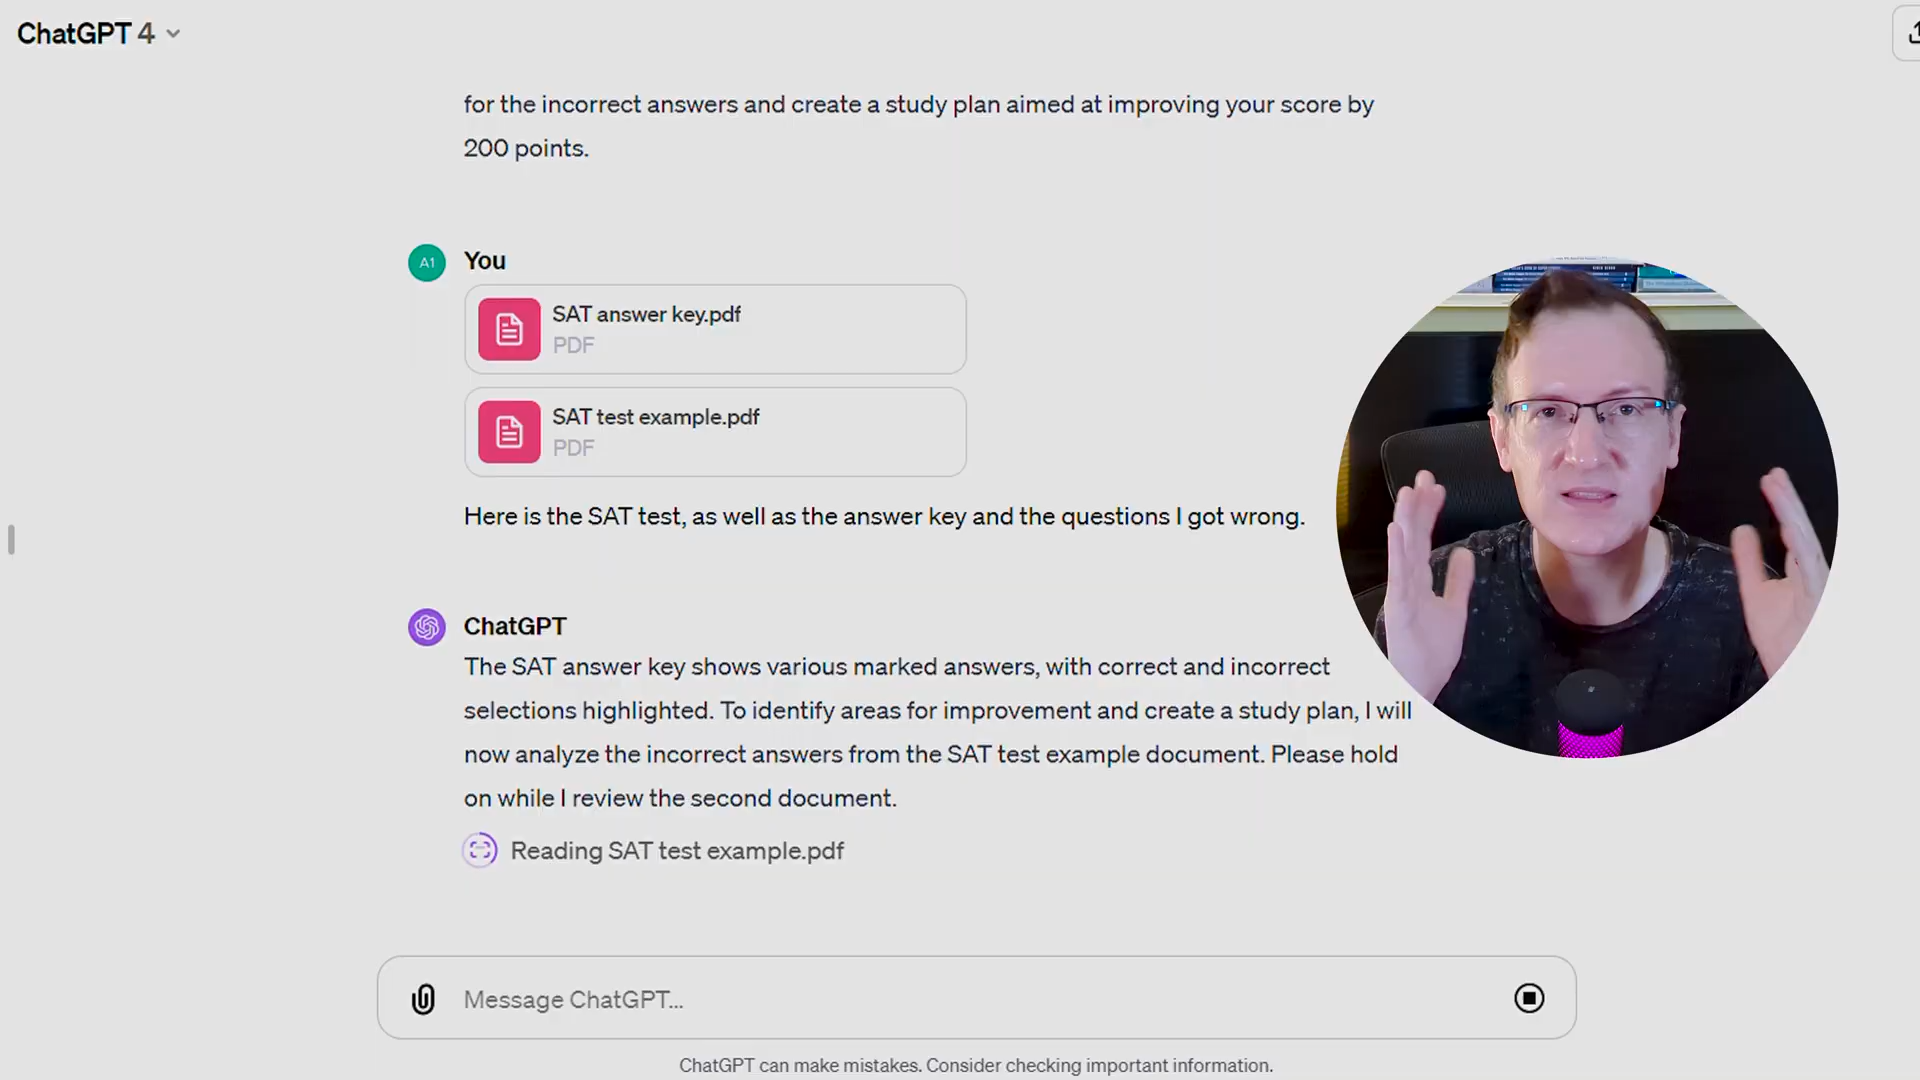 ChatGPT 4
for the incorrect answers and create a study plan aimed at improving your score by
200 points.
A1
You
SAT answer key.pdf
PDF
SAT test example.pdf
PDF
Here is the SAT test, as well as the answer key and the questions I got wrong.
ChatGPT
The SAT answer key shows various marked answers, with correct and incorrect
selections highlighted. To identify areas for improvement and create a study plan, I will
now analyze the incorrect answers from the SAT test example document. Please hold
on while I review the second document.
Reading SAT test example.pdf
Message ChatGPT...
ChatGPT can make mistakes. Consider checking important information.